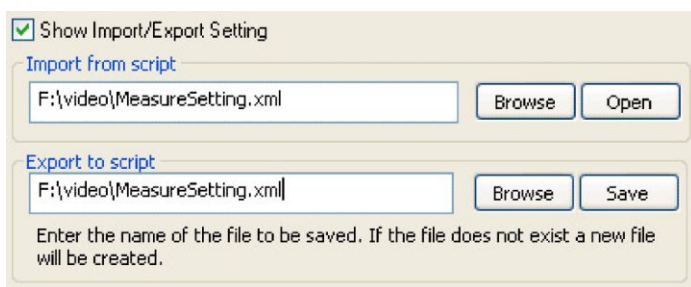 Show Import/Export Setting
Import from script
F:\video\MeasureSetting.xml
Browse
Open
Export to script
F:\video\MeasureSetting.xml
Browse
Save
Enter the name of the file to be saved. If the file does not exist a new file
will be created.